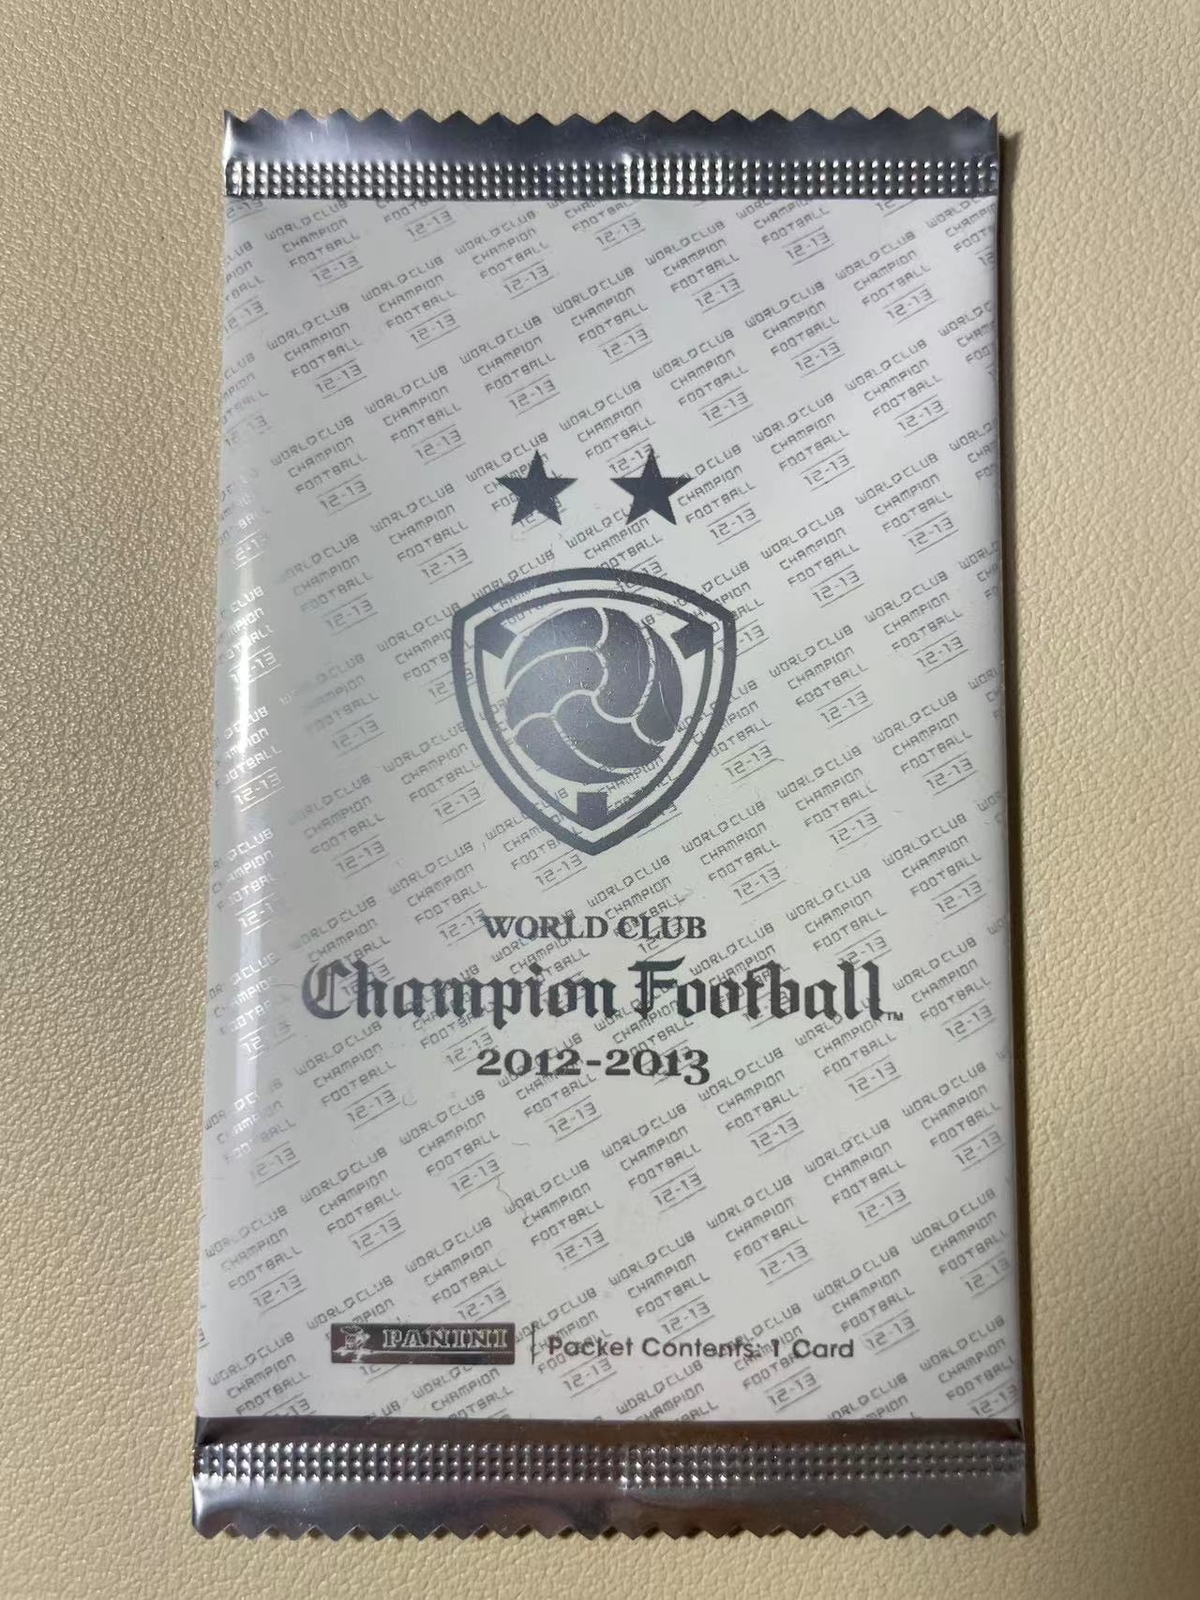 WORLD CLUB
Champion Football™
2012-2013
PANINI | Packet Contents: 1 Card
WORLD CLUB
CHAMPION
FOOTBALL
12-13